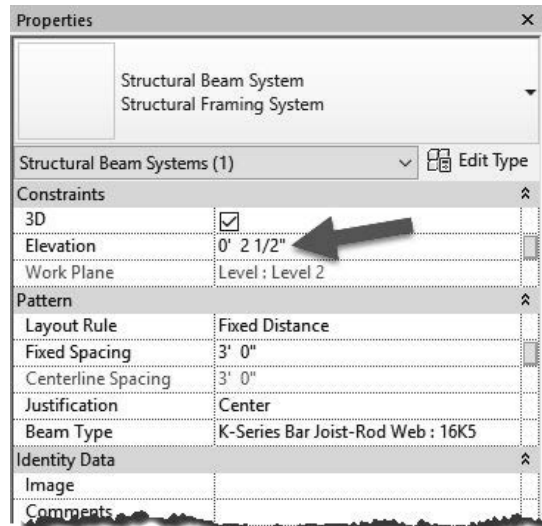 Properties ×
Structural Beam System
Structural Framing System
Structural Beam Systems (1) Edit Type
Constraints
3D
Elevation 0' 2 1/2"
Work Plane Level : Level 2
Pattern
Layout Rule Fixed Distance
Fixed Spacing 3' 0"
Centerline Spacing 3' 0"
Justification Center
Beam Type K-Series Bar Joist-Rod Web : 16K5
Identity Data
Image
Comments